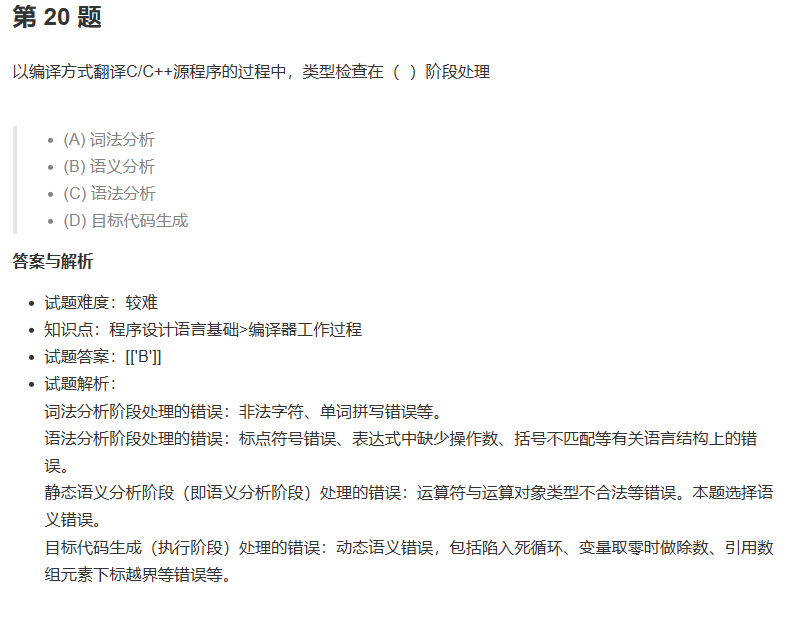 第 20 题
以编译方式翻译C/C++源程序的过程中，类型检查在（ ）阶段处理
(A) 词法分析
(B) 语义分析
(C) 语法分析
(D) 目标代码生成
答案与解析
试题难度：较难
知识点：程序设计语言基础>编译器工作过程
试题答案：[['B']]
试题解析：
词法分析阶段处理的错误：非法字符、单词拼写错误等。
语法分析阶段处理的错误：标点符号错误、表达式中缺少操作数、括号不匹配等有关语言结构上的错
误。
静态语义分析阶段（即语义分析阶段）处理的错误：运算符与运算对象类型不合法等错误。本题选择语
义错误。
目标代码生成（执行阶段）处理的错误：动态语义错误，包括陷入死循环、变量取零时做除数、引用数
组元素下标越界等错误等。